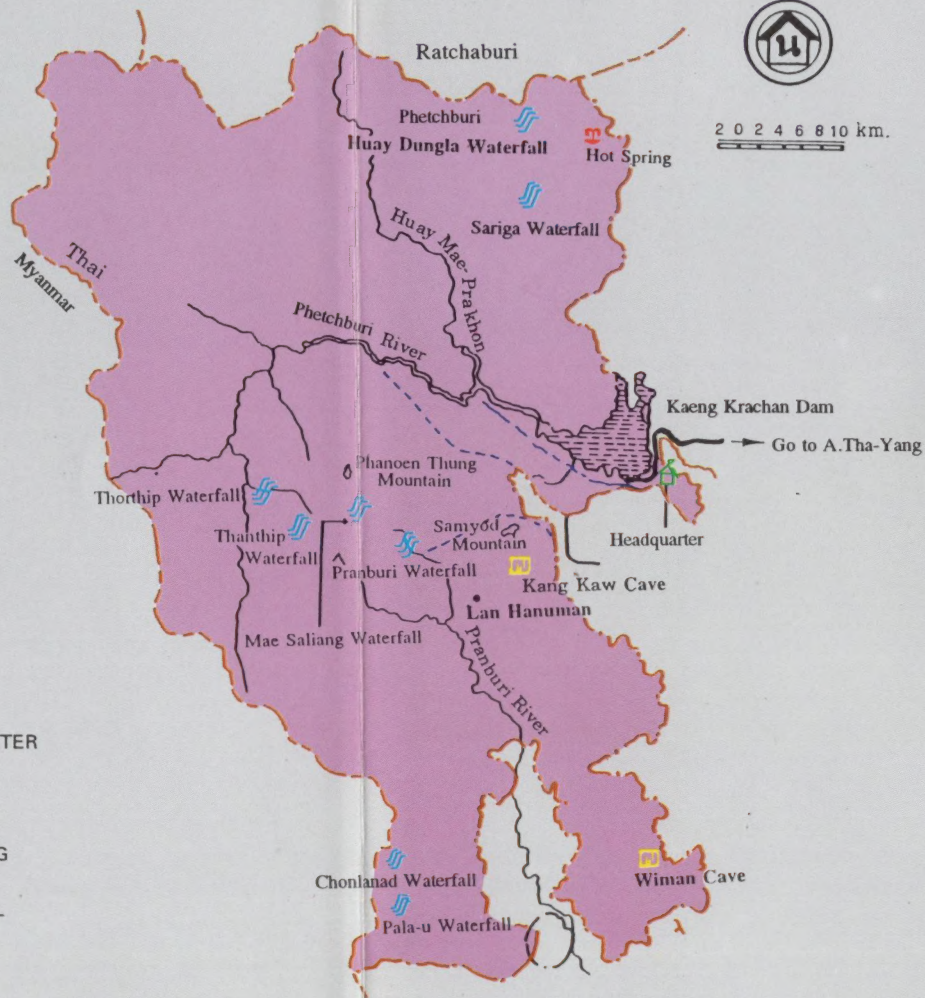 Ratchaburi
น
2 0 2 4 6 8 10 km.
Phetchburi
Huay Dungla Waterfall
Hot Spring
Sariga Waterfall
Huay Mae-Prakhon
Thai
Myanmar
Phetchburi River
Kaeng Krachan Dam
Go to A.Tha-Yang
Phanoen Thung
Mountain
Thorthip Waterfall
Thanthip
Waterfall
Samyod
Mountain
Headquarter
Pranburi Waterfall
Kang Kaw Cave
Lan Hanuman
Mae Saliang Waterfall
Pranburi River
TER
G
Chonlanad Waterfall
Wiman Cave
Pala-u Waterfall